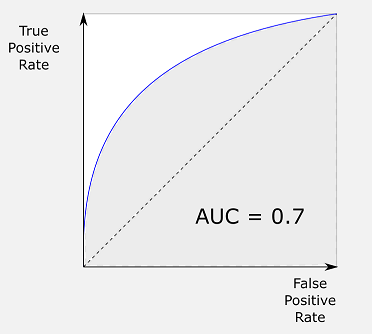 True
Positive
Rate
AUC = 0.7
False
Positive
Rate